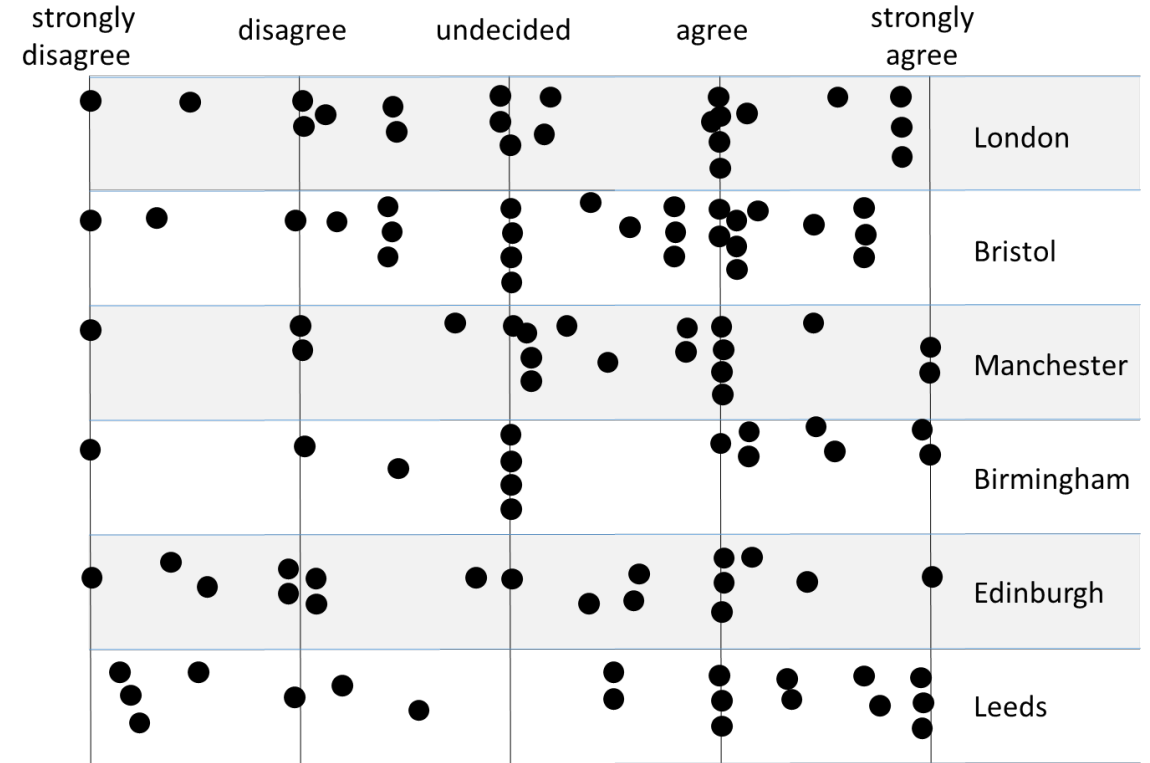 strongly
disagree
disagree
undecided
agree
strongly
agree
London
Bristol
Manchester
Birmingham
Edinburgh
Leeds